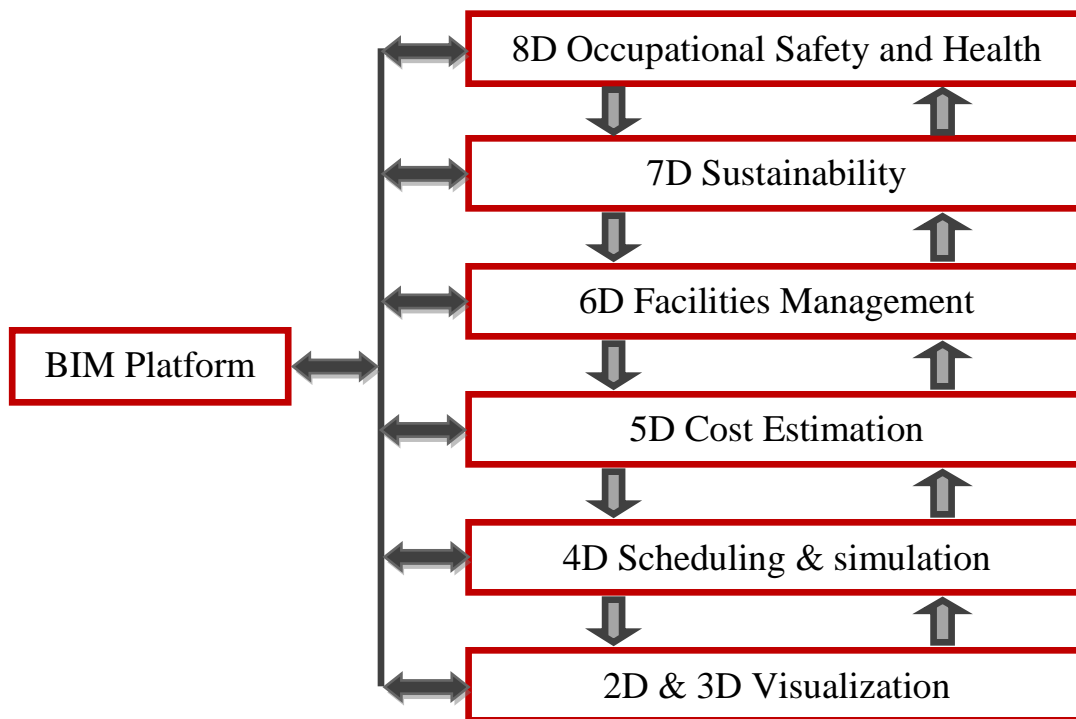 8D Occupational Safety and Health
7D Sustainability
6D Facilities Management
BIM Platform
5D Cost Estimation
4D Scheduling & simulation
2D & 3D Visualization